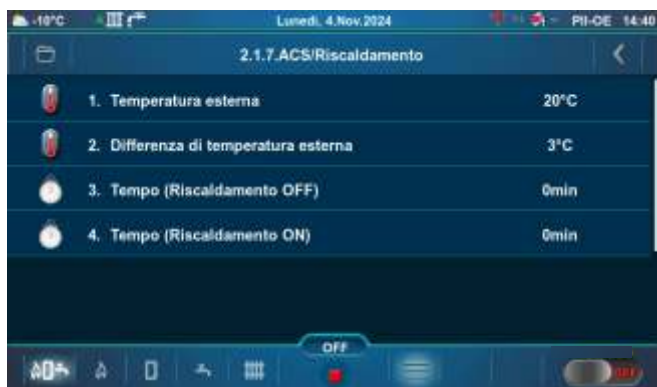 -10°C Lunedì, 4.Nov.2024 PII-OE 14:40
2.1.7.ACS/Riscaldamento
1. Temperatura esterna 20°C
2. Differenza di temperatura esterna 3°C
3. Tempo (Riscaldamento OFF) 0min
4. Tempo (Riscaldamento ON) 0min
OFF
OFF